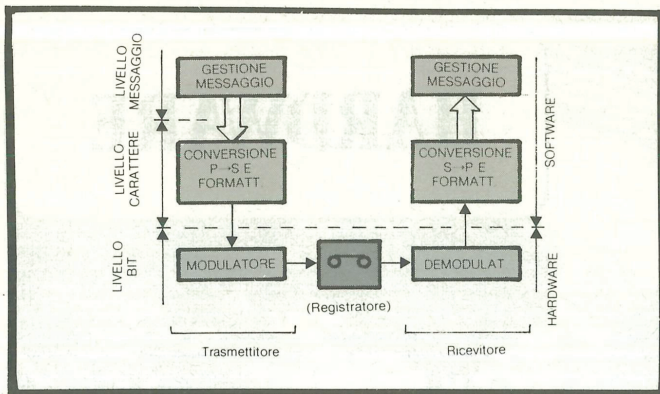 LIVELLO
MESSAGGIO
LIVELLO
CARATTERE
LIVELLO
BIT
GESTIONE
MESSAGGIO
CONVERSIONE
P→S E
FORMATT.
MODULATORE
(Registratore)
GESTIONE
MESSAGGIO
CONVERSIONE
S→P E
FORMATT.
DEMODULAT.
SOFTWARE
HARDWARE
Trasmettitore
Ricevitore